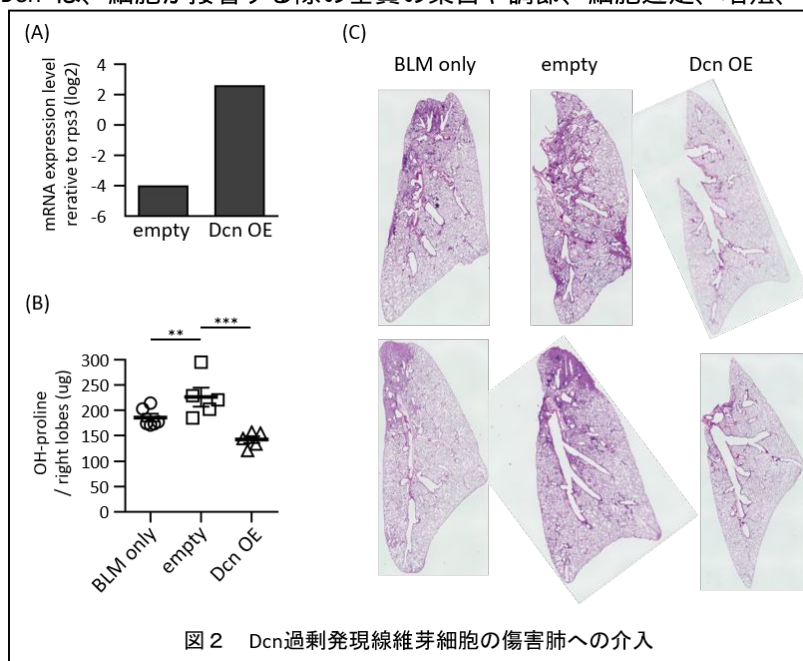 Dcn は、細胞が接着する際の基質の集合や調節、細胞遊走、増殖、
(A)
4
2
0
-2
-4
-6
mRNA expression level
rerative to rps3 (log2)
empty Dcn OE
(B)
** ***
300
250
200
150
100
50
0
OH-proline
/ right lobes (ug)
BLM only
empty
Dcn OE
(C)
BLM only empty Dcn OE
図2 Dcn過剰発現線維芽細胞の傷害肺への介入